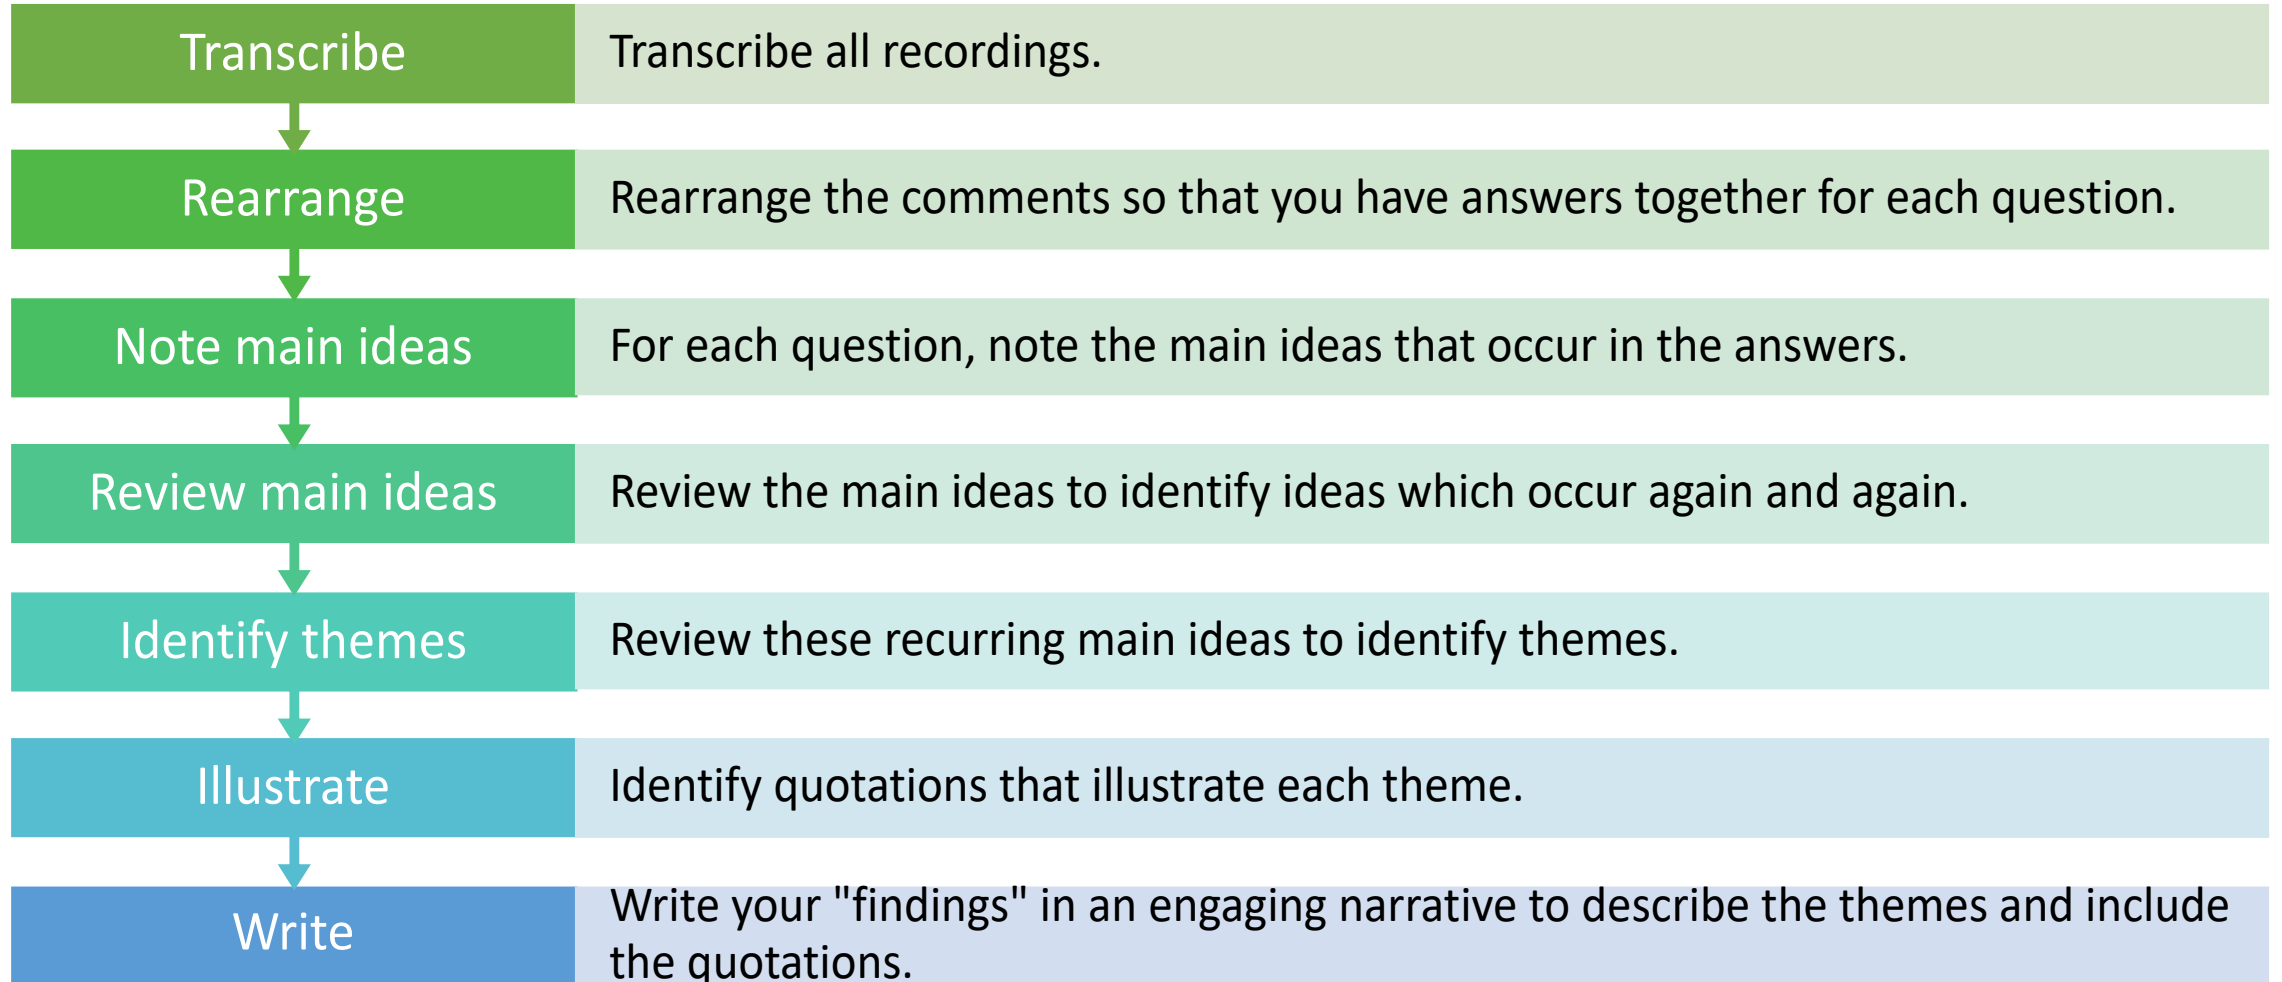 Transcribe
Transcribe all recordings.
Rearrange
Rearrange the comments so that you have answers together for each question.
Note main ideas
For each question, note the main ideas that occur in the answers.
Review main ideas
Review the main ideas to identify ideas which occur again and again.
Identify themes
Review these recurring main ideas to identify themes.
Illustrate
Identify quotations that illustrate each theme.
Write
Write your "findings" in an engaging narrative to describe the themes and include
the quotations.